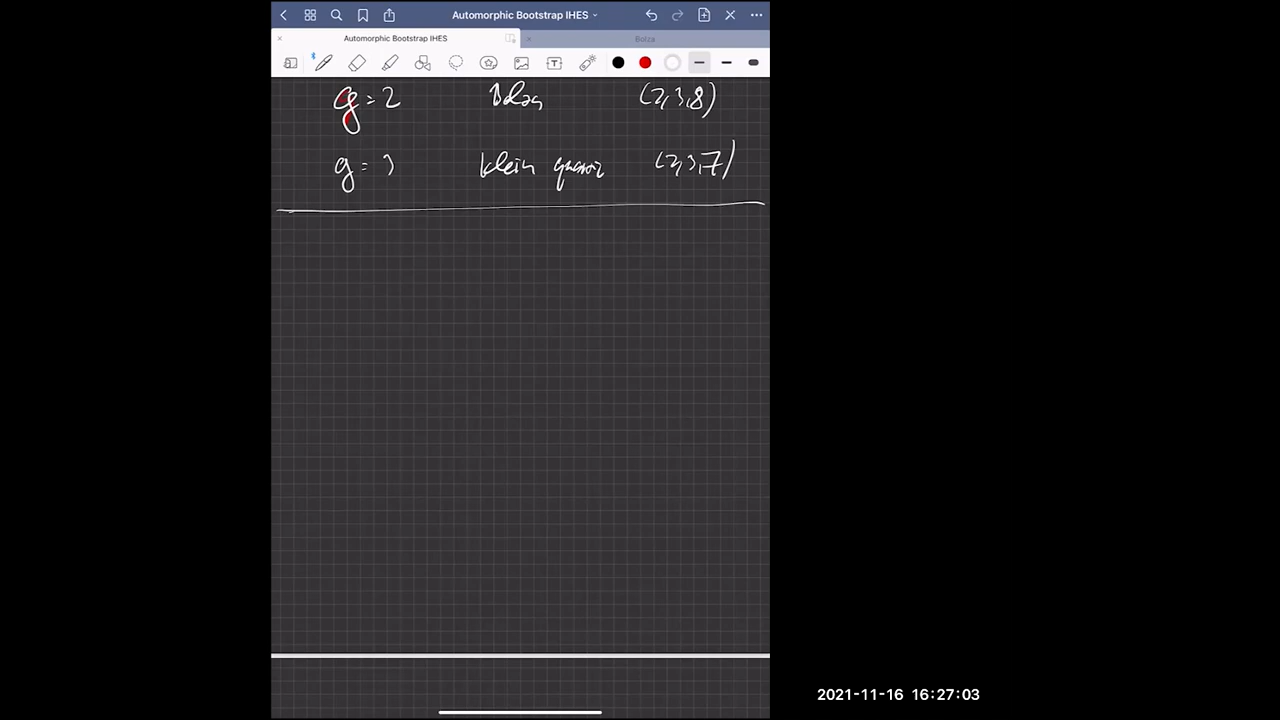 Automorphic Bootstrap IHES
Automorphic Bootstrap IHES
Bolza
g = 2 Bolza (2,3,8)
g = 3 Klein quartic (2,3,7)
2021-11-16 16:27:03